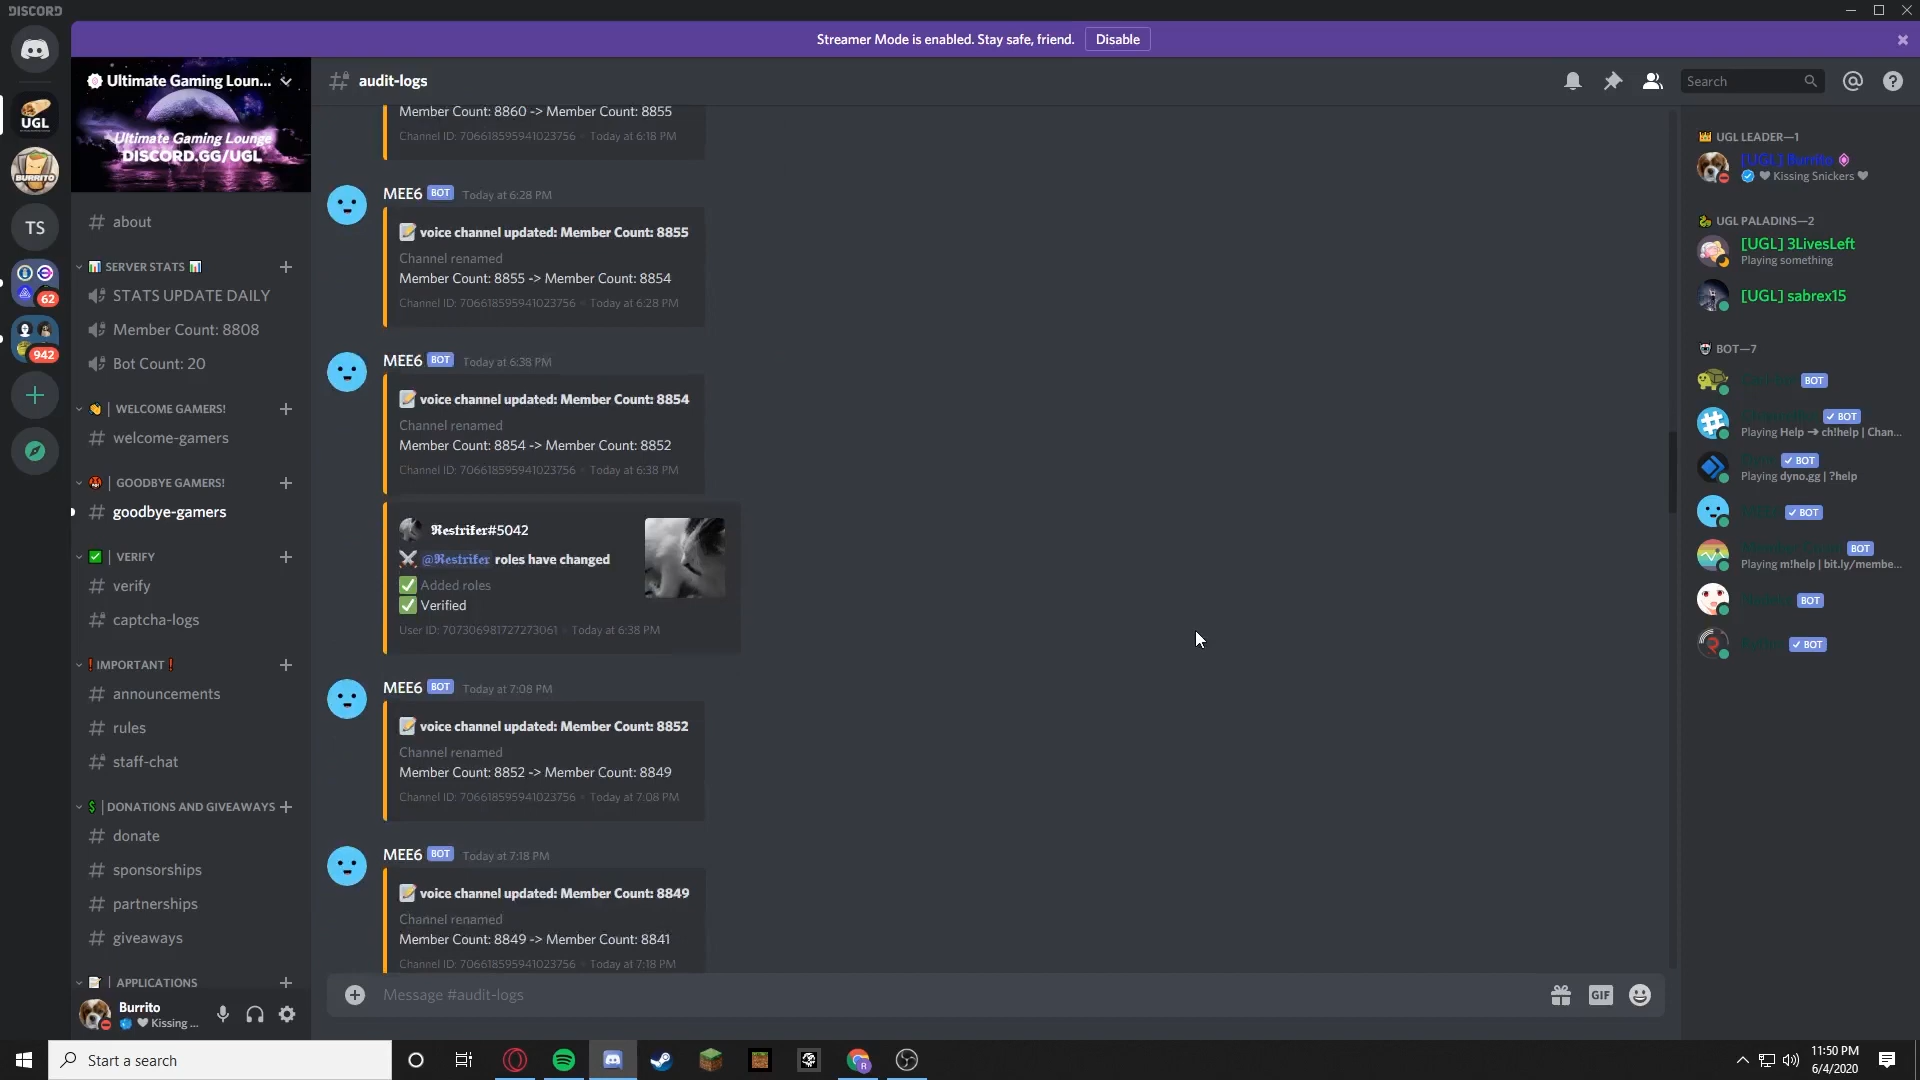 DISCORD
Streamer Mode is enabled. Stay safe, friend.
Disable
Ultimate Gaming Loun...
Ultimate Gaming Lounge
DISCORD.GG/UGL
UGL
BURRITO
TS
62
942
about
SERVER STATS
STATS UPDATE DAILY
Member Count: 8808
Bot Count: 20
| WELCOME GAMERS!
welcome-gamers
| GOODBYE GAMERS!
goodbye-gamers
| VERIFY
verify
captcha-logs
IMPORTANT
announcements
rules
staff-chat
| DONATIONS AND GIVEAWAYS
donate
sponsorships
partnerships
giveaways
| APPLICATIONS
Burrito
Kissing ...
audit-logs
Search
Member Count: 8860 -> Member Count: 8855
Channel ID: 706618595941023756 • Today at 6:18 PM
MEE6 BOT Today at 6:28 PM
voice channel updated: Member Count: 8855
Channel renamed
Member Count: 8855 -> Member Count: 8854
Channel ID: 706618595941023756 • Today at 6:28 PM
MEE6 BOT Today at 6:38 PM
voice channel updated: Member Count: 8854
Channel renamed
Member Count: 8854 -> Member Count: 8852
Channel ID: 706618595941023756 • Today at 6:38 PM
𝕽𝖊𝖘𝖙𝖗𝖎𝖋𝖊𝖗#5042
@𝕽𝖊𝖘𝖙𝖗𝖎𝖋𝖊𝖗 roles have changed
Added roles
Verified
User ID: 707306981727273061 • Today at 6:38 PM
MEE6 BOT Today at 7:08 PM
voice channel updated: Member Count: 8852
Channel renamed
Member Count: 8852 -> Member Count: 8849
Channel ID: 706618595941023756 • Today at 7:08 PM
MEE6 BOT Today at 7:18 PM
voice channel updated: Member Count: 8849
Channel renamed
Member Count: 8849 -> Member Count: 8841
Channel ID: 706618595941023756 • Today at 7:18 PM
Message #audit-logs
GIF
UGL LEADER—1
[UGL] Burrito
Kissing Snickers
UGL PALADINS—2
[UGL] 3LivesLeft
Playing something
[UGL] sabrex15
BOT—7
BOT
BOT
Playing Help ➔ ch!help | Chan...
BOT
Playing dyno.gg | ?help
BOT
BOT
Playing m!help | bit.ly/membe...
BOT
BOT
Start a search
11:50 PM
6/4/2020